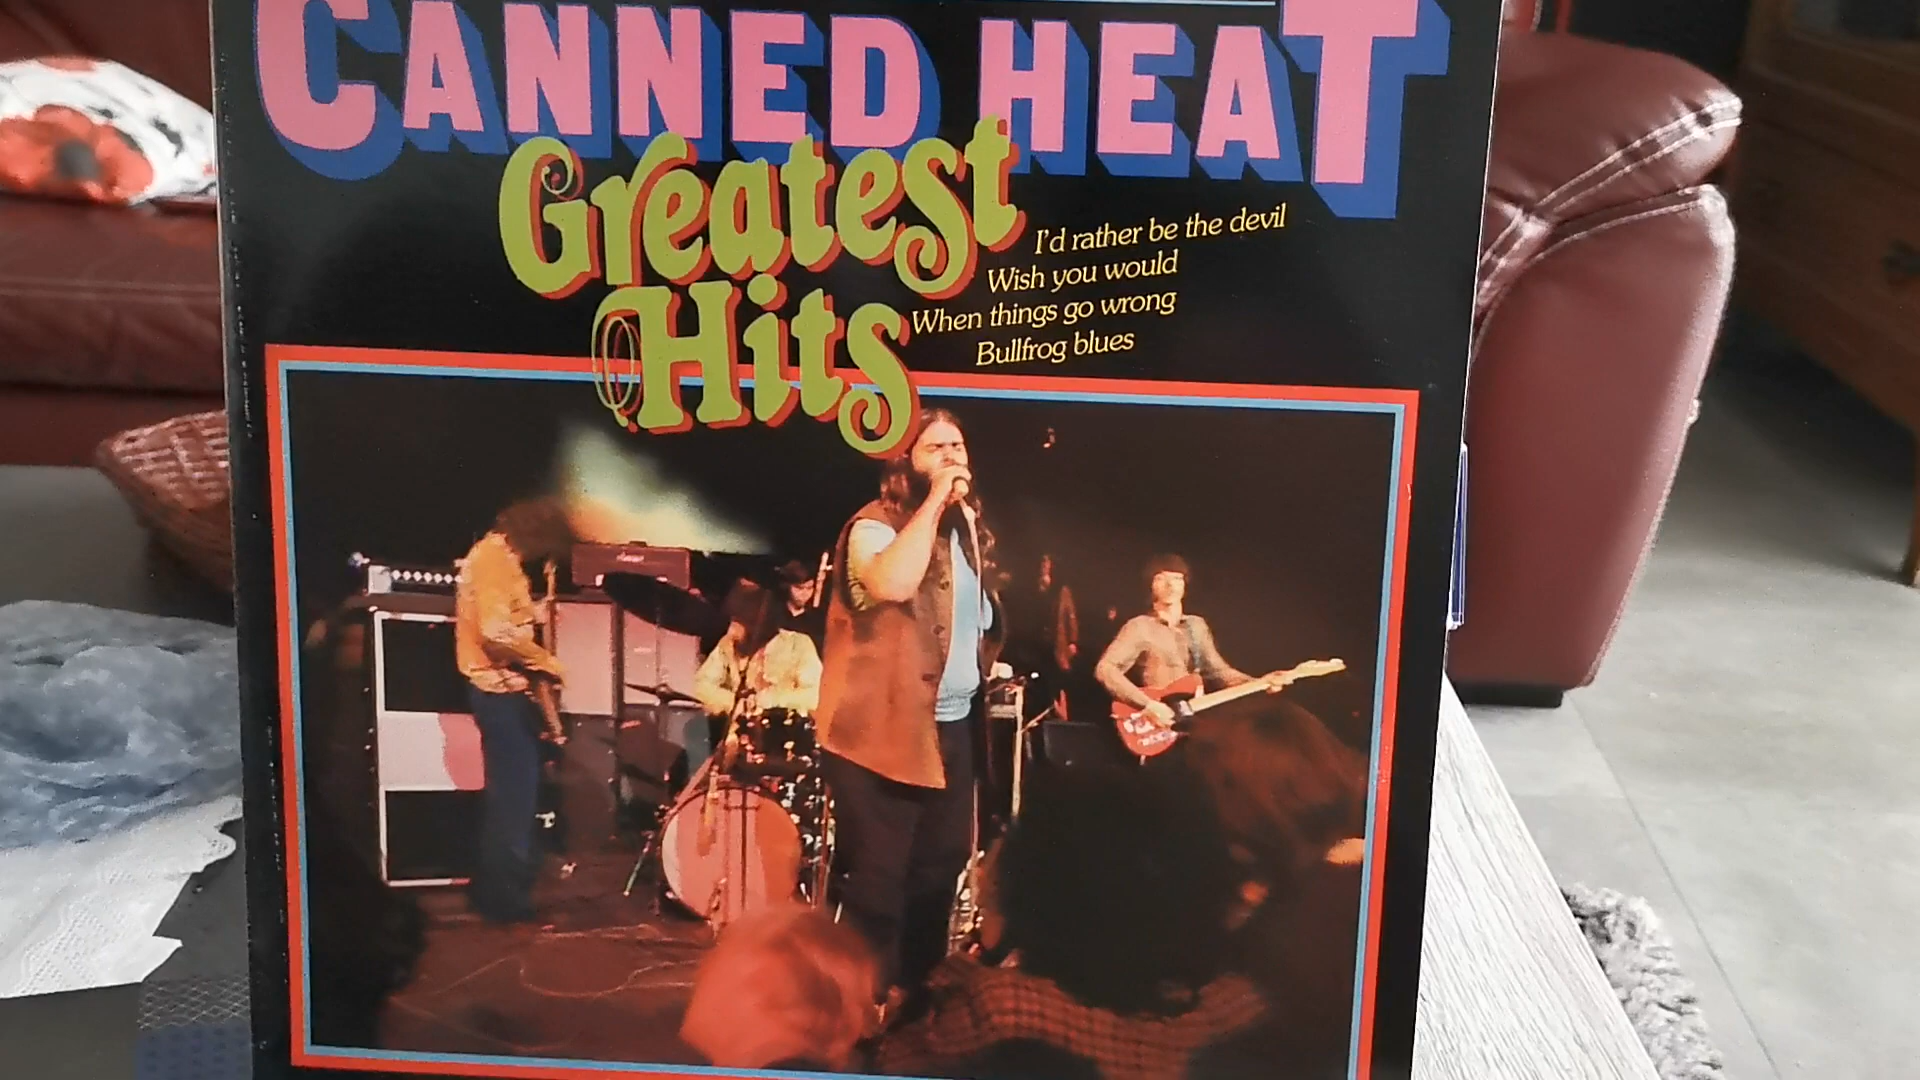 CANNED HEAT
Greatest
Hits
I'd rather be the devil
Wish you would
When things go wrong
Bullfrog blues